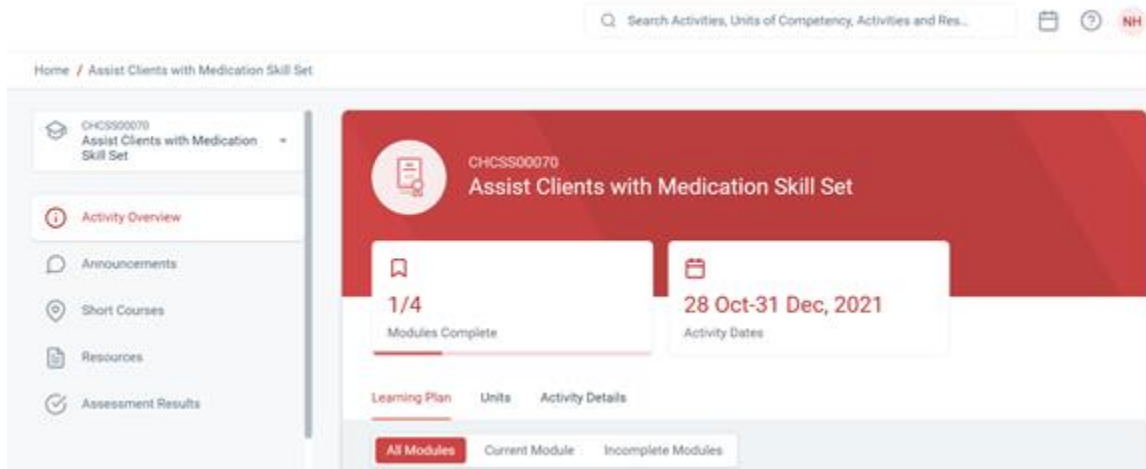 Search Activities, Units of Competency, Activities and Res...
NH
Home / Assist Clients with Medication Skill Set
CHCSS00070
Assist Clients with Medication
Skill Set
Activity Overview
Announcements
Short Courses
Resources
Assessment Results
CHCSS00070
Assist Clients with Medication Skill Set
1/4
Modules Complete
28 Oct-31 Dec, 2021
Activity Dates
Learning Plan Units Activity Details
All Modules Current Module Incomplete Modules